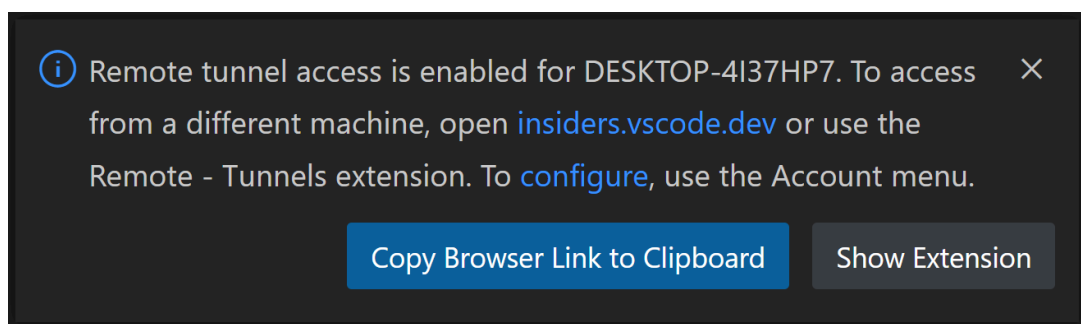 Remote tunnel access is enabled for DESKTOP-4I37HP7. To access
from a different machine, open insiders.vscode.dev or use the
Remote - Tunnels extension. To configure, use the Account menu.
Copy Browser Link to Clipboard
Show Extension